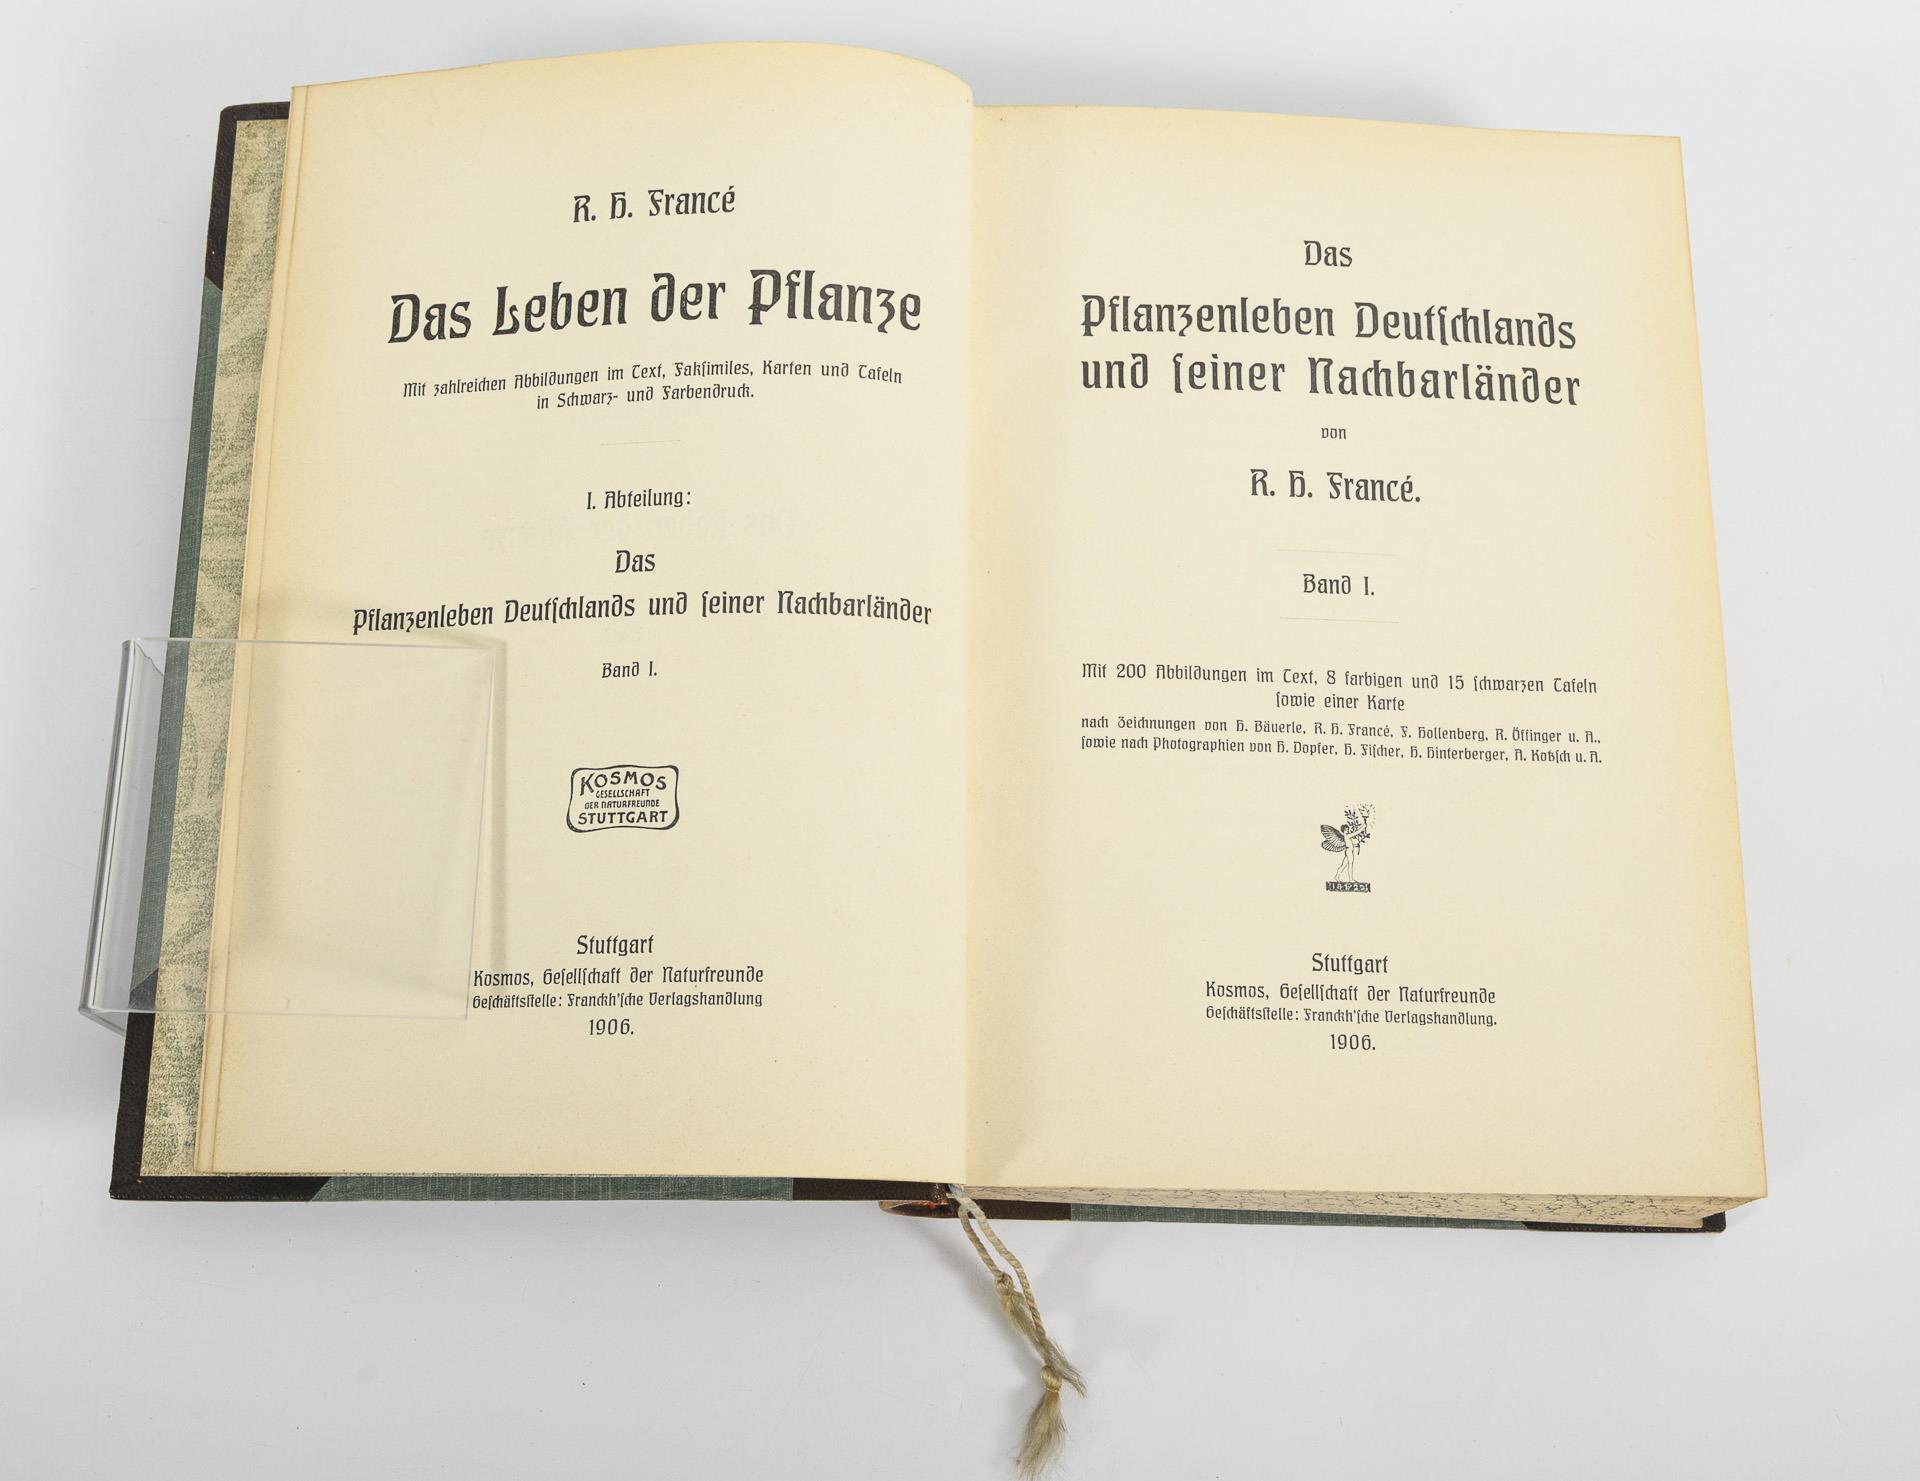 R. H. Francé
Das Leben der Pflanze
Mit zahlreichen Abbildungen im Text, Fakſimiles, Karten und Tafeln
in Schwarz- und Farbendruck.
I. Abteilung:
Das
Pflanzenleben Deutſchlands und ſeiner Nachbarländer
Band I.
KOSMOS
GESELLSCHAFT
DER NATURFREUNDE
STUTTGART
Stuttgart
Kosmos, Geſellſchaft der Naturfreunde
Geſchäftsſtelle: Franckh'ſche Verlagshandlung
1906.
Das
Pflanzenleben Deutſchlands
und ſeiner Nachbarländer
von
R. H. Francé.
Band I.
Mit 200 Abbildungen im Text, 8 farbigen und 15 ſchwarzen Tafeln
ſowie einer Karte
nach Zeichnungen von H. Bäuerle, R. H. Francé, F. Hollenberg, R. Öffinger u. A.,
ſowie nach Photographien von H. Dopfer, H. Fiſcher, H. Hinterberger, A. Kotzſch u. A.
Stuttgart
Kosmos, Geſellſchaft der Naturfreunde
Geſchäftsſtelle: Franckh'ſche Verlagshandlung.
1906.